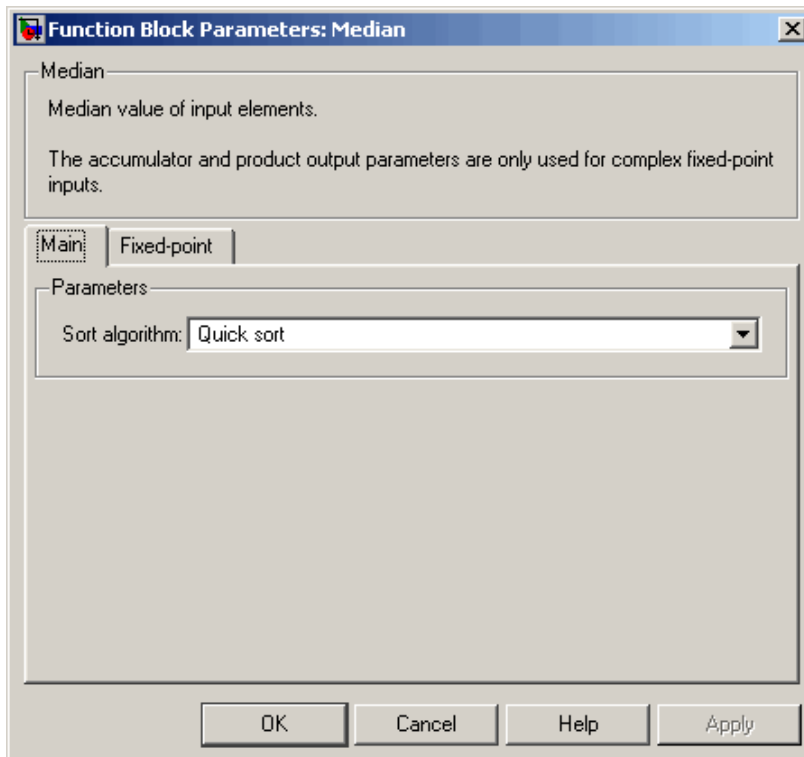 Function Block Parameters: Median
Median
Median value of input elements.
The accumulator and product output parameters are only used for complex fixed-point
inputs.
Main Fixed-point
Parameters
Sort algorithm: Quick sort
OK Cancel Help Apply